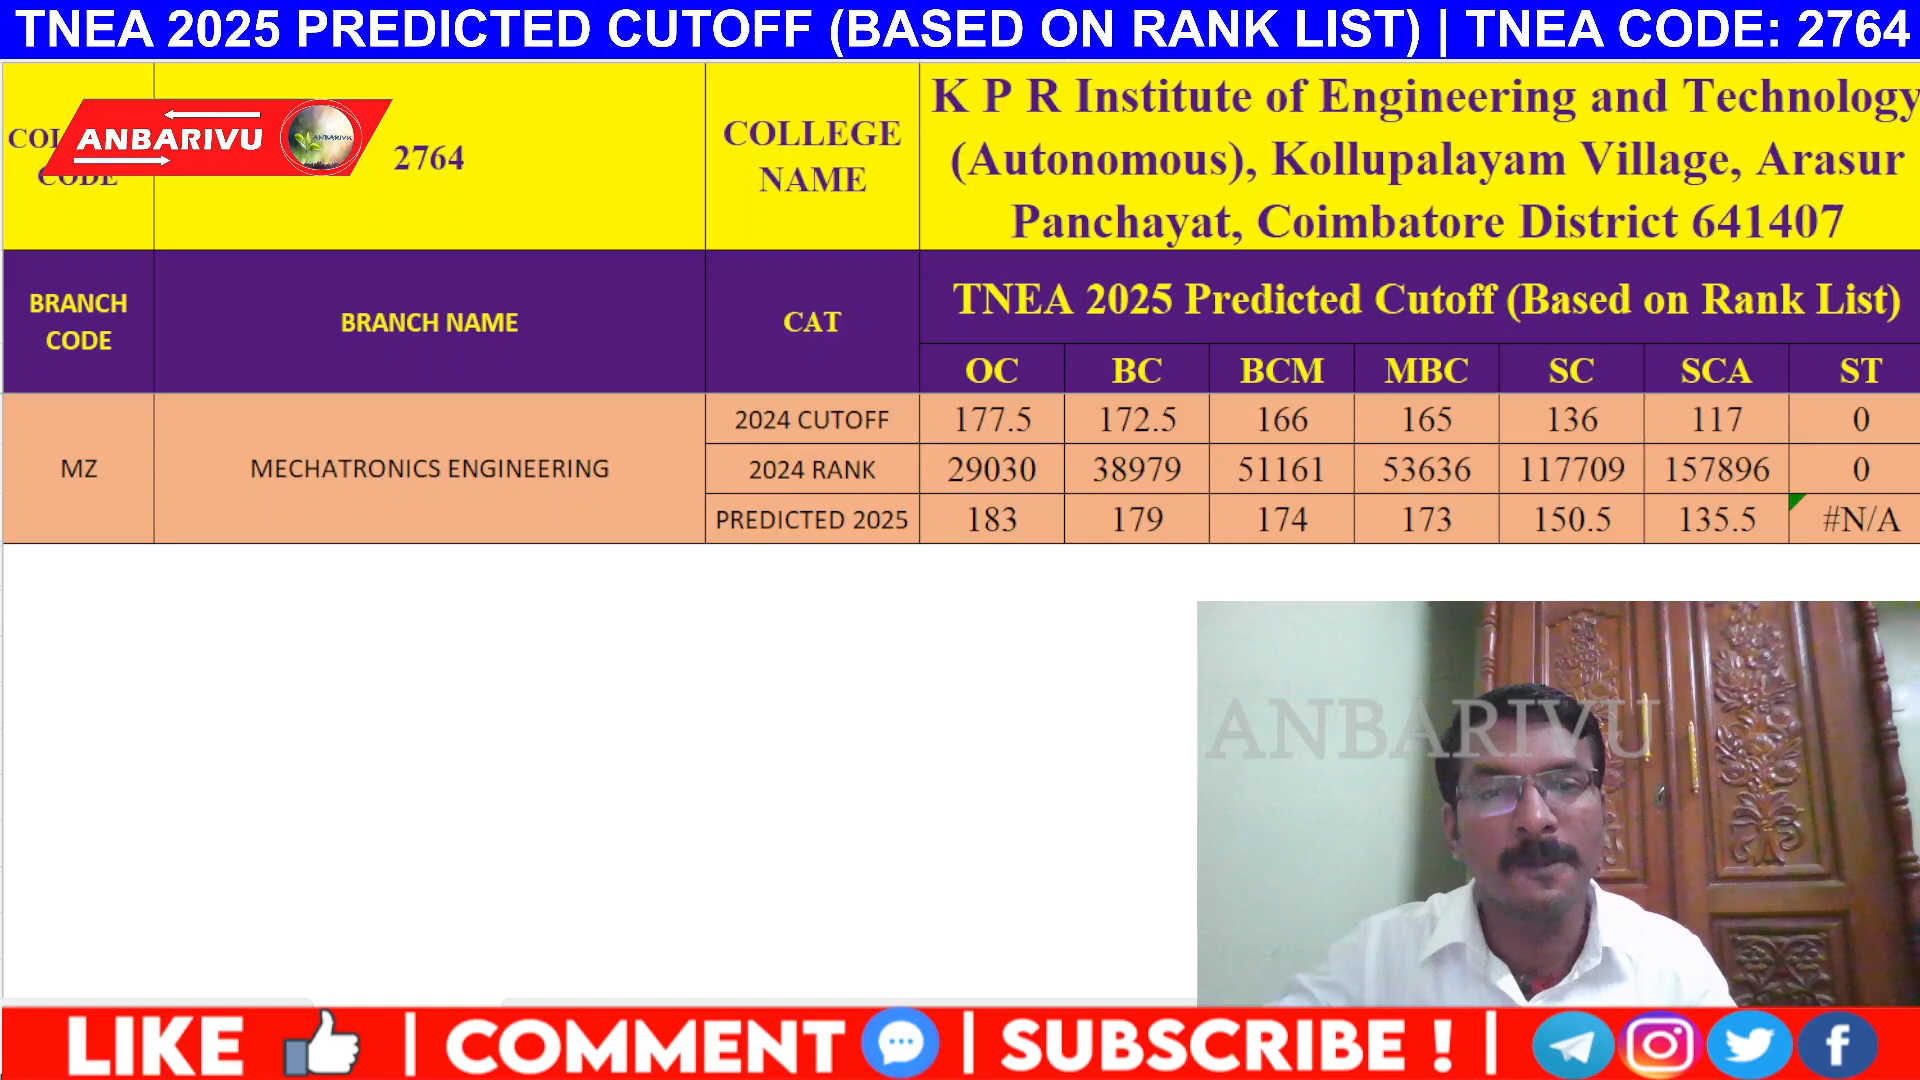 TNEA 2025 PREDICTED CUTOFF (BASED ON RANK LIST) | TNEA CODE: 2764
ANBARIVU
ANBARIVU
CODE
2764
COLLEGE
NAME
K P R Institute of Engineering and Technology
(Autonomous), Kollupalayam Village, Arasur
Panchayat, Coimbatore District 641407
BRANCH
CODE
BRANCH NAME
CAT
TNEA 2025 Predicted Cutoff (Based on Rank List)
OC BC BCM MBC SC SCA ST
MZ
MECHATRONICS ENGINEERING
2024 CUTOFF 177.5 172.5 166 165 136 117 0
2024 RANK 29030 38979 51161 53636 117709 157896 0
PREDICTED 2025 183 179 174 173 150.5 135.5 #N/A
ANBARIVU
LIKE | COMMENT | SUBSCRIBE ! |